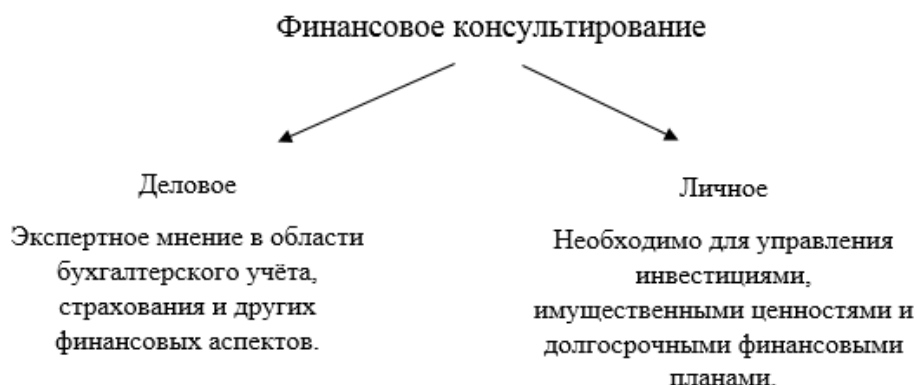 Финансовое консультирование
Деловое
Экспертное мнение в области
бухгалтерского учёта,
страхования и других
финансовых аспектов.
Личное
Необходимо для управления
инвестициями,
имущественными ценностями и
долгосрочными финансовыми
планами.